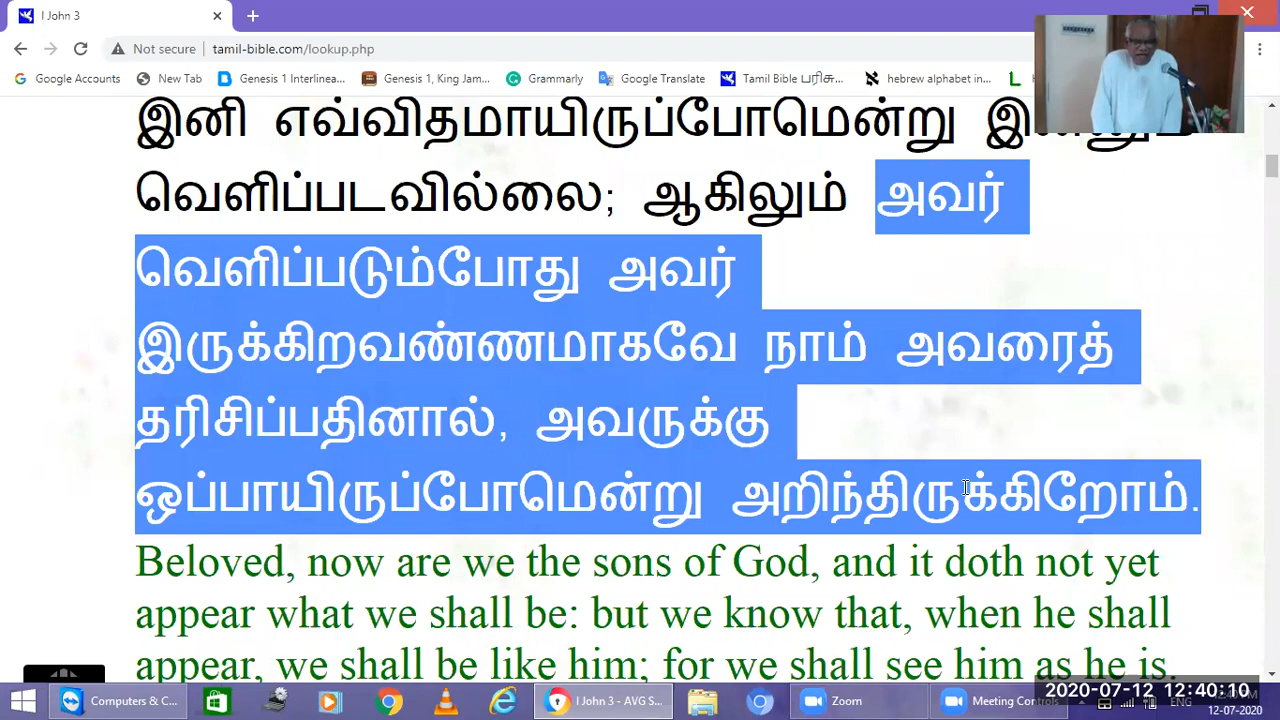 I John 3
Not secure
tamil-bible.com/lookup.php
Google Accounts
New Tab
Genesis 1 Interlinea...
Genesis 1, King Jam...
Grammarly
Google Translate
Tamil Bible பரிசு...
hebrew alphabet in...
L
இனி எவ்விதமாயிருப்போமென்று
வெளிப்படவில்லை; ஆகிலும் அவர்
வெளிப்படும்போது அவர்
இருக்கிறவண்ணமாகவே நாம் அவரைத்
தரிசிப்பதினால், அவருக்கு
ஒப்பாயிருப்போமென்று அறிந்திருக்கிறோம்.
Beloved, now are we the sons of God, and it doth not yet
appear what we shall be: but we know that, when he shall
appear, we shall be like him; for we shall see him as he is.
Computers & C...
I John 3 - AVG S...
Zoom
Meeting Controls
2020-07-12 12:40:10
ENG
12-07-2020